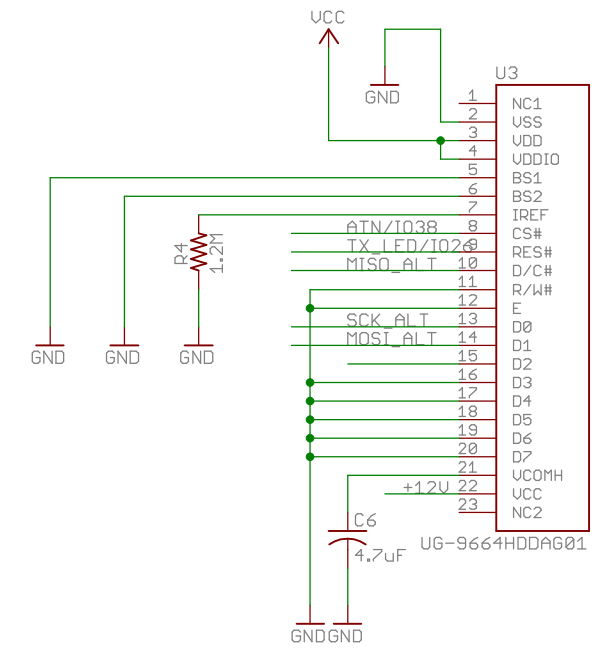 VCC
GND
U3
1 NC1
2 VSS
3 VDD
4 VDDIO
5 BS1
6 BS2
7 IREF
ATN/IO38 8 CS#
TX_LED/IO26 9 RES#
MISO_ALT 10 D/C#
R4
1.2M
11 R/W#
12 E
SCK_ALT 13 D0
MOSI_ALT 14 D1
GND GND GND
15 D2
16 D3
17 D4
18 D5
19 D6
20 D7
21 VCOMH
+12V 22 VCC
23 NC2
C6
4.7uF
UG-9664HDDAG01
GND GND